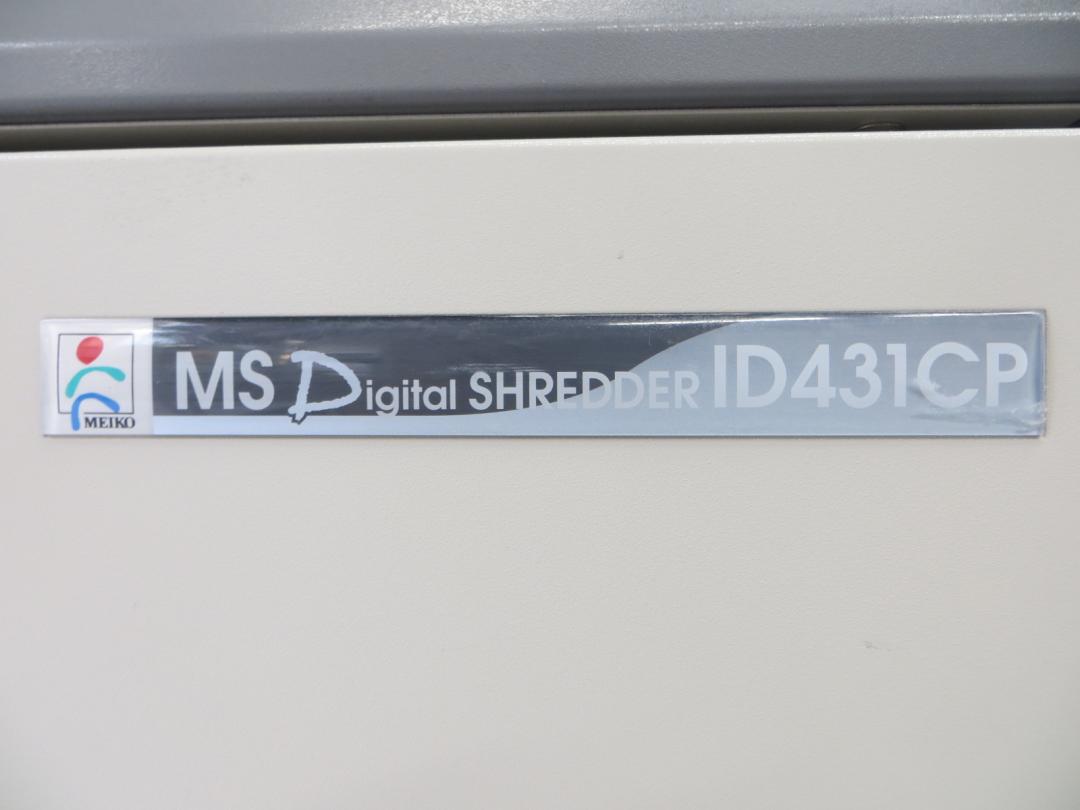 MEIKO
MS Digital SHREDDER ID431CP